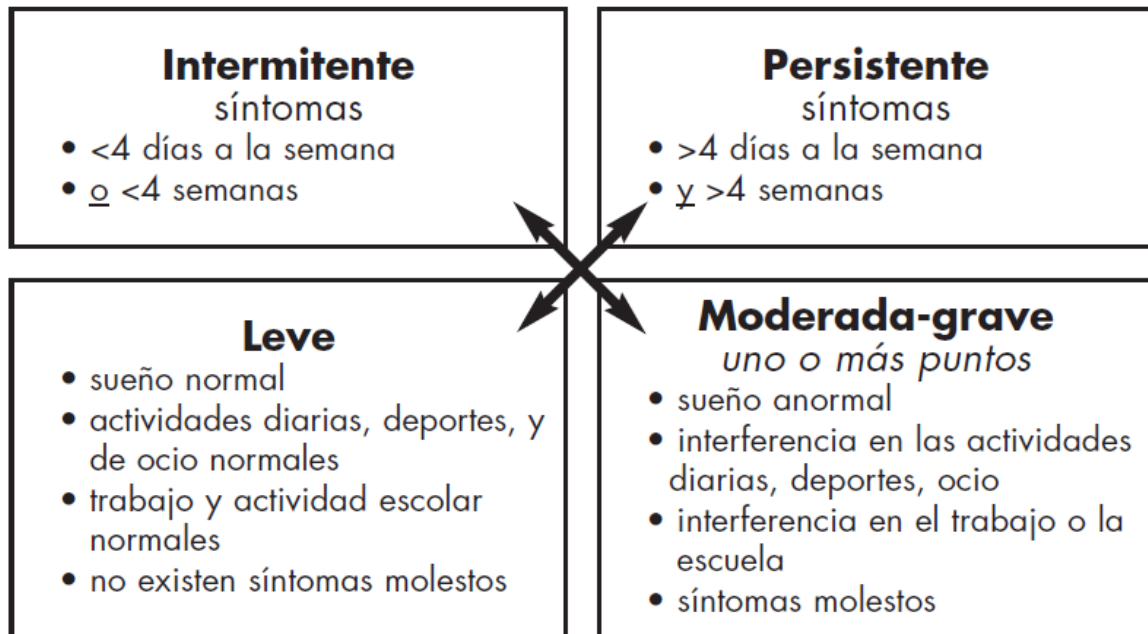 Intermitente
síntomas
• <4 días a la semana
• o <4 semanas
Persistente
síntomas
• >4 días a la semana
• y >4 semanas
Leve
• sueño normal
• actividades diarias, deportes, y
de ocio normales
• trabajo y actividad escolar
normales
• no existen síntomas molestos
Moderada-grave
uno o más puntos
• sueño anormal
• interferencia en las actividades
diarias, deportes, ocio
• interferencia en el trabajo o la
escuela
• síntomas molestos